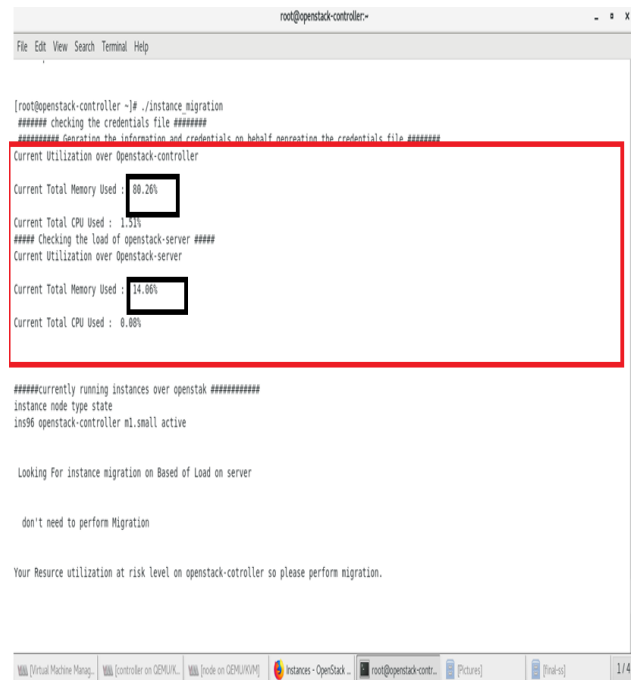 root@openstack-controller:~
File Edit View Search Terminal Help
[root@openstack-controller ~]# ./instance_migration
###### checking the credentials file #######
######### Genrating the information and credentials on behalf genreating the credentials file ########
Current Utilization over Openstack-controller
Current Total Memory Used : 80.26%
Current Total CPU Used : 1.51%
##### Checking the load of openstack-server #####
Current Utilization over Openstack-server
Current Total Memory Used : 14.06%
Current Total CPU Used : 0.08%
######currently running instances over openstak ###########
instance node type state
ins96 openstack-controller m1.small active
Looking For instance migration on Based of Load on server
don't need to perform Migration
Your Resurce utilization at risk level on openstack-cotroller so please perform migration.
[Virtual Machine Manag... [controller on QEMU/K... [node on QEMU/KVM] Instances - OpenStack ... root@openstack-contr... [Pictures] [final-ss] 1/4